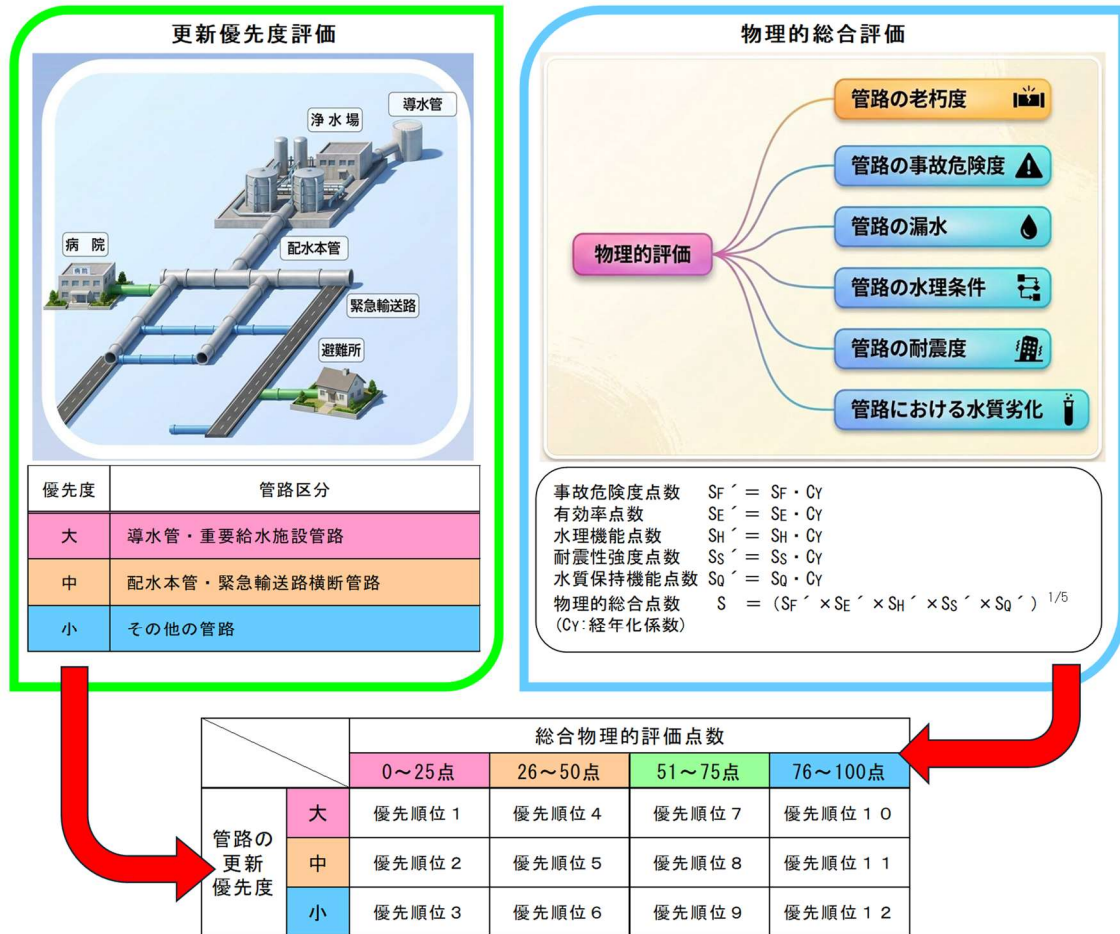 更新優先度評価
導水管
浄水場
病院
病院
配水本管
緊急輸送路
避難所
優先度 管路区分
大 導水管・重要給水施設管路
中 配水本管・緊急輸送路横断管路
小 その他の管路
物理的総合評価
物理的評価
管路の老朽度
管路の事故危険度
管路の漏水
管路の水理条件
管路の耐震度
管路における水質劣化
事故危険度点数 SF´＝ SF・CY
有効率点数 SE´＝ SE・CY
水理機能点数 SH´＝ SH・CY
耐震性強度点数 SS´＝ SS・CY
水質保持機能点数 SQ´＝ SQ・CY
物理的総合点数 S ＝（SF´×SE´×SH´×SS´×SQ´）1/5
(CY:経年化係数)
総合物理的評価点数
0～25点 26～50点 51～75点 76～100点
管路の
更新
優先度
大 優先順位１ 優先順位４ 優先順位７ 優先順位１０
中 優先順位２ 優先順位５ 優先順位８ 優先順位１１
小 優先順位３ 優先順位６ 優先順位９ 優先順位１２